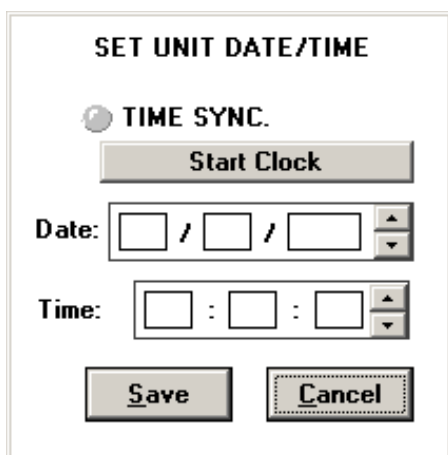 SET UNIT DATE/TIME
TIME SYNC.
Start Clock
Date: / /
Time: : :
Save Cancel